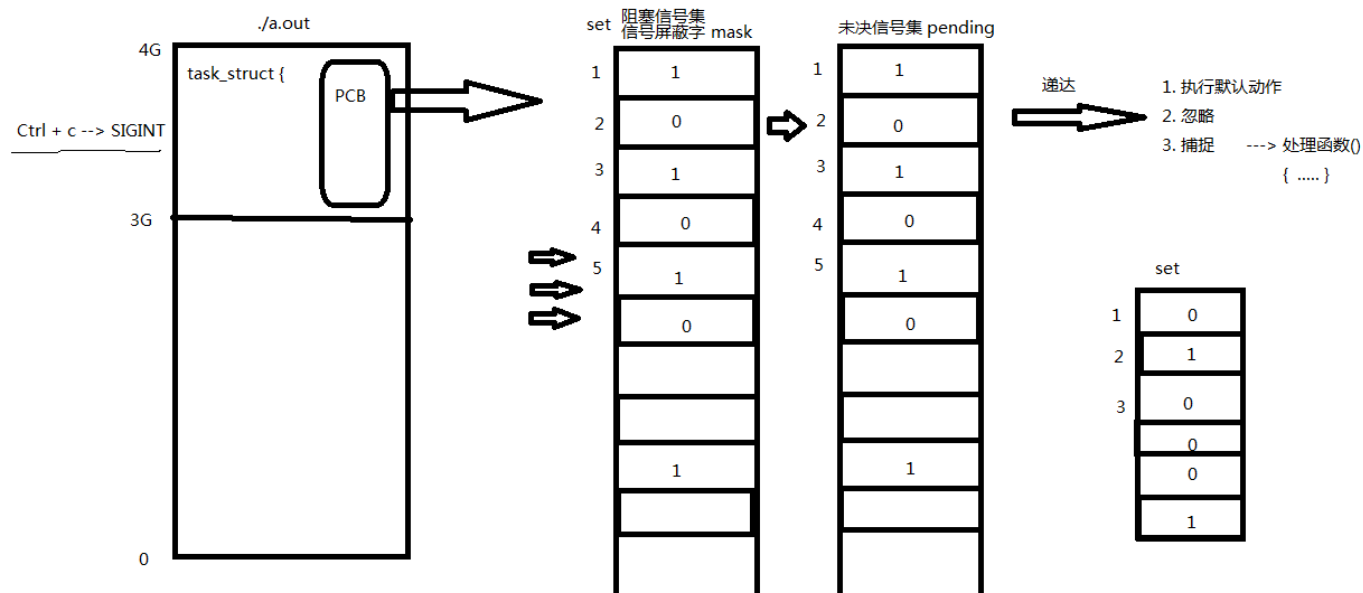 ./a.out
4G
task_struct {
PCB
Ctrl + c --> SIGINT
3G
0
set
阻塞信号集
信号屏蔽字 mask
1 1
2 0
3 1
4 0
5 1
0
1
未决信号集 pending
1 1
2 0
3 1
4 0
5 1
0
1
递达
1. 执行默认动作
2. 忽略
3. 捕捉 ---> 处理函数()
{ ..... }
set
1 0
2 1
3 0
0
0
1